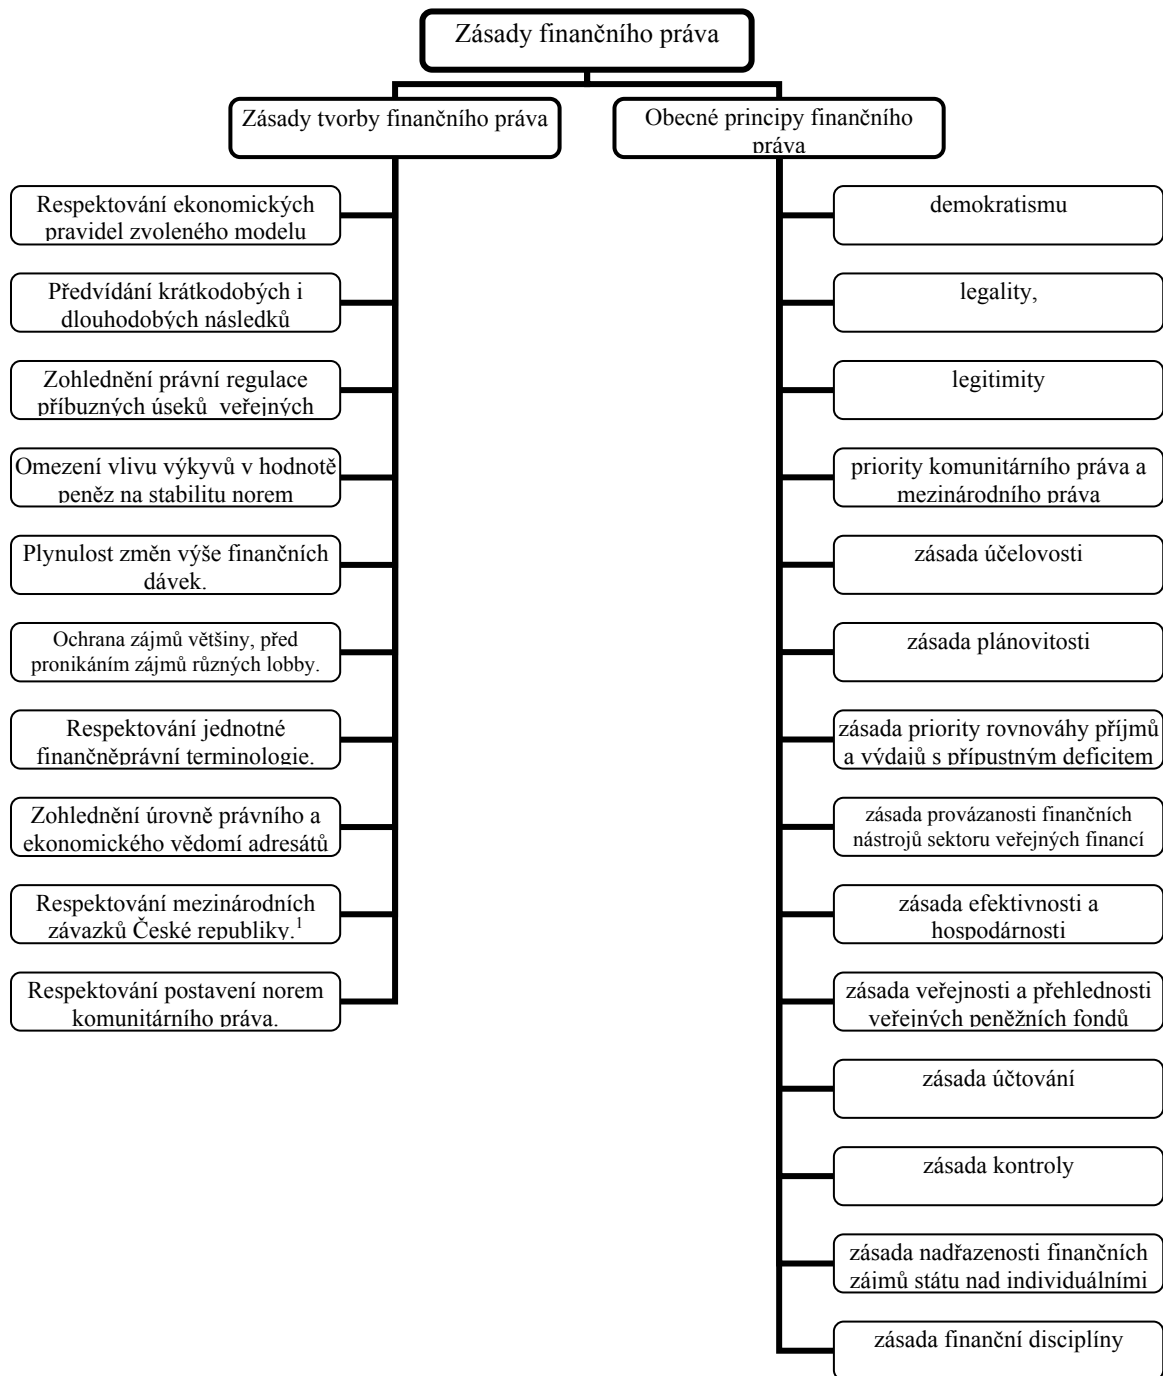 Zásady finančního práva
Zásady tvorby finančního práva
Obecné principy finančního
práva
Respektování ekonomických
pravidel zvoleného modelu
Předvídání krátkodobých i
dlouhodobých následků
Zohlednění právní regulace
příbuzných úseků veřejných
Omezení vlivu výkyvů v hodnotě
peněz na stabilitu norem
Plynulost změn výše finančních
dávek.
Ochrana zájmů většiny, před
pronikáním zájmů různých lobby.
Respektování jednotné
finančněprávní terminologie.
Zohlednění úrovně právního a
ekonomického vědomí adresátů
Respektování mezinárodních
závazků České republiky.1
Respektování postavení norem
komunitárního práva.
demokratismu
legality,
legitimity
priority komunitárního práva a
mezinárodního práva
zásada účelovosti
zásada plánovitosti
zásada priority rovnováhy příjmů
a výdajů s přípustným deficitem
zásada provázanosti finančních
nástrojů sektoru veřejných financí
zásada efektivnosti a
hospodárnosti
zásada veřejnosti a přehlednosti
veřejných peněžních fondů
zásada účtování
zásada kontroly
zásada nadřazenosti finančních
zájmů státu nad individuálními
zásada finanční disciplíny